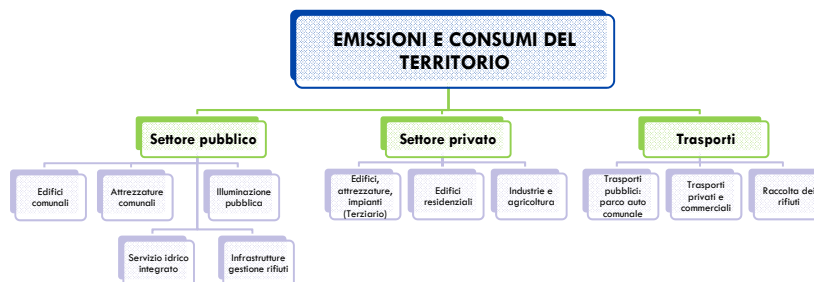 EMISSIONI E CONSUMI DEL
TERRITORIO
Settore pubblico
Settore privato
Trasporti
Edifici
comunali
Attrezzature
comunali
Illuminazione
pubblica
Edifici,
attrezzature,
impianti
(Terziario)
Edifici
residenziali
Industrie e
agricoltura
Trasporti
pubblici:
parco auto
comunale
Trasporti
privati e
commerciali
Raccolta dei
rifiuti
Servizio idrico
integrato
Infrastrutture
gestione rifiuti